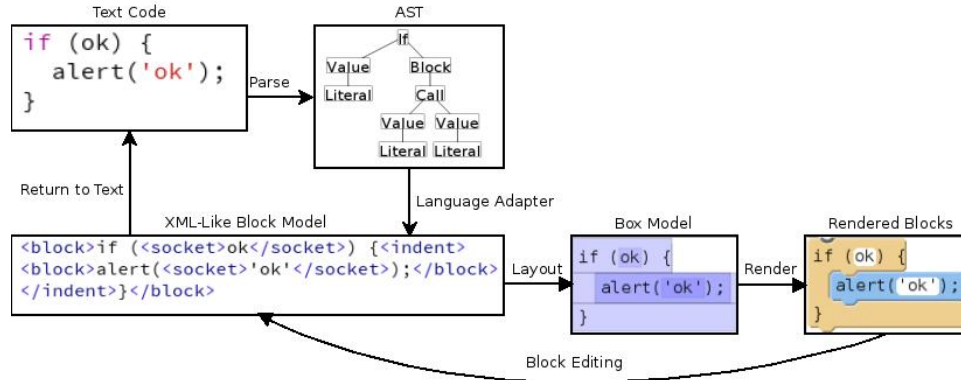 Text Code
if (ok) {
  alert('ok');
}
Parse
AST
If
Value Block
Literal Call
Value Value
Literal Literal
Return to Text
Language Adapter
XML-Like Block Model
<block>if (<socket>ok</socket>) {<indent>
<block>alert(<socket>'ok'</socket>);</block>
</indent>}</block>
Layout
Box Model
if (ok) {
  alert('ok');
}
Render
Rendered Blocks
if (ok) {
  alert('ok');
}
Block Editing